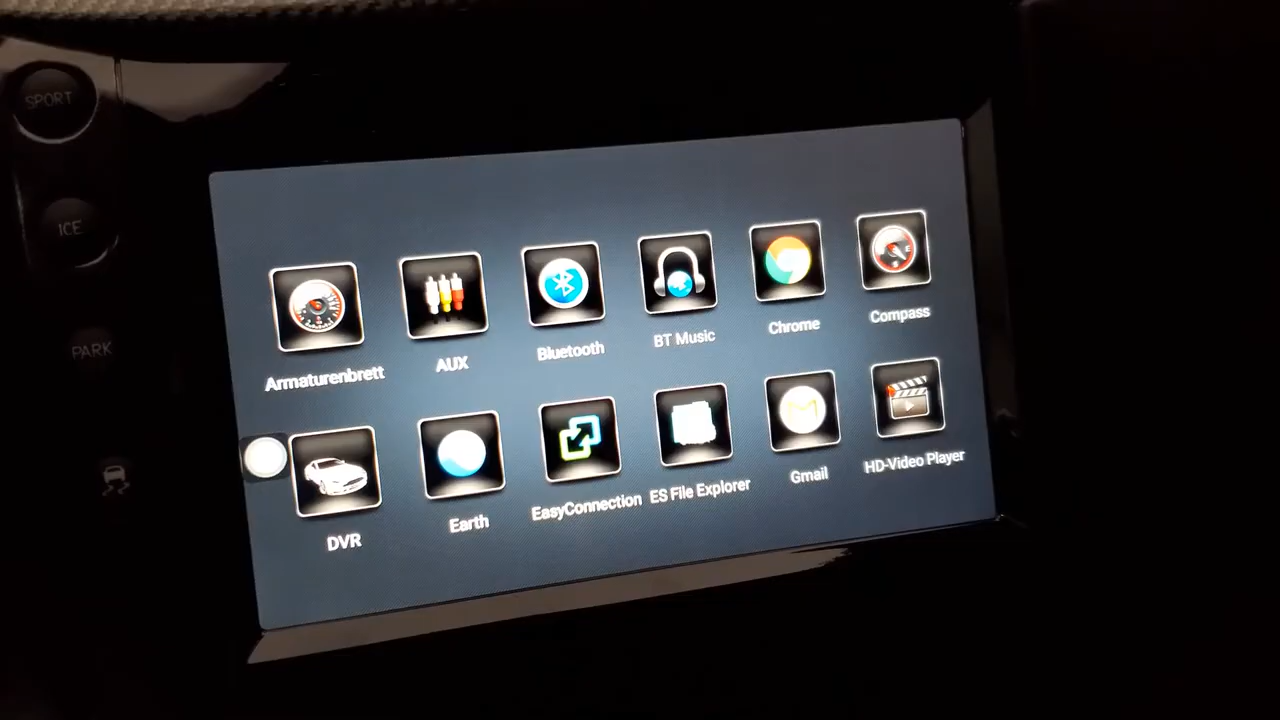 SPORT
ICE
PARK
Armaturenbrett
AUX
Bluetooth
BT Music
Chrome
Compass
DVR
Earth
EasyConnection
ES File Explorer
Gmail
HD-Video Player